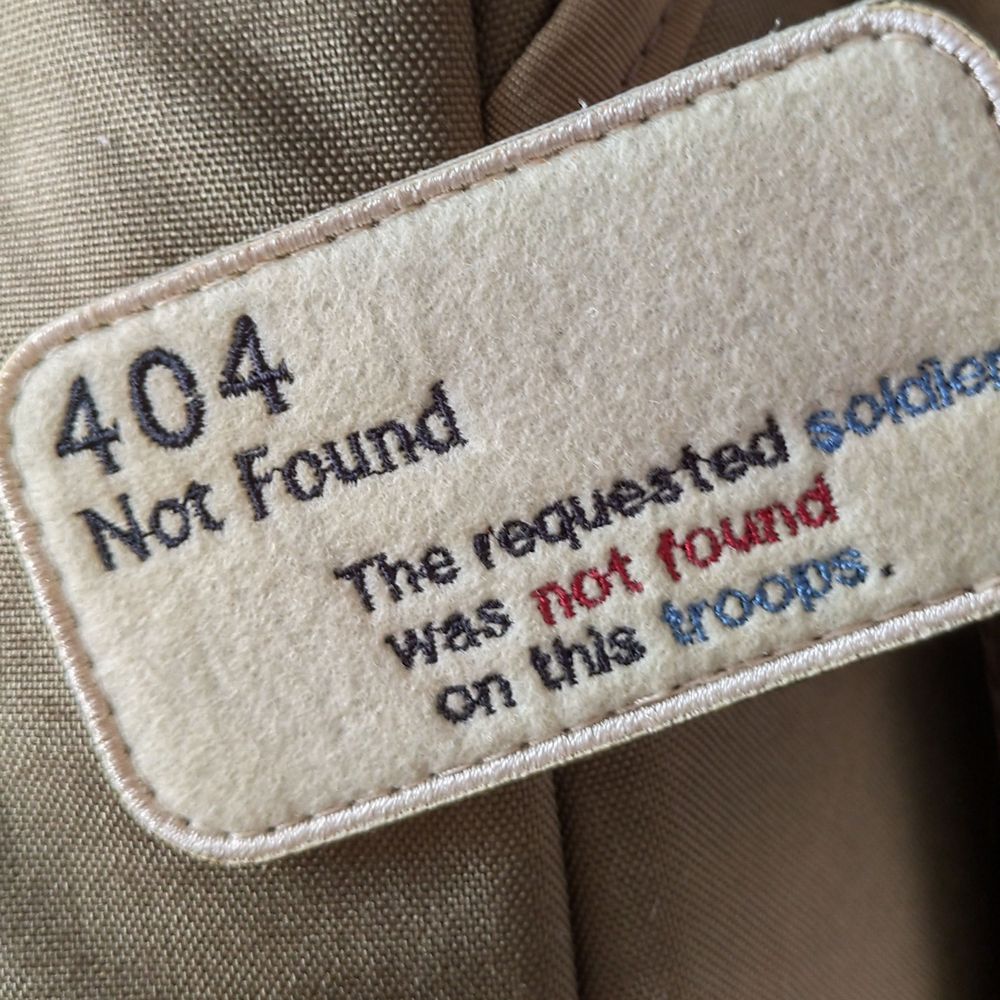 404
Not Found
The requested soldier
was not found
on this troops.